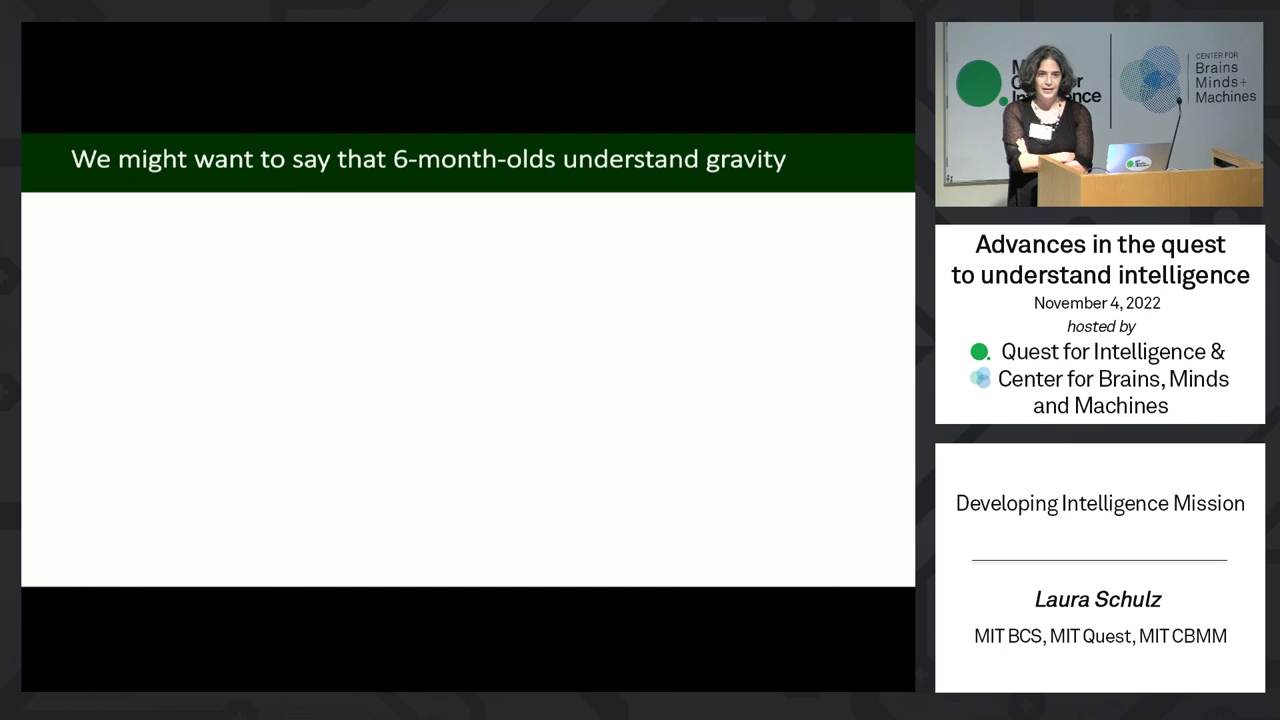 We might want to say that 6-month-olds understand gravity
CENTER FOR
Brains
Minds+
Machines
Advances in the quest
to understand intelligence
November 4, 2022
hosted by
Quest for Intelligence &
Center for Brains, Minds
and Machines
Developing Intelligence Mission
Laura Schulz
MIT BCS, MIT Quest, MIT CBMM